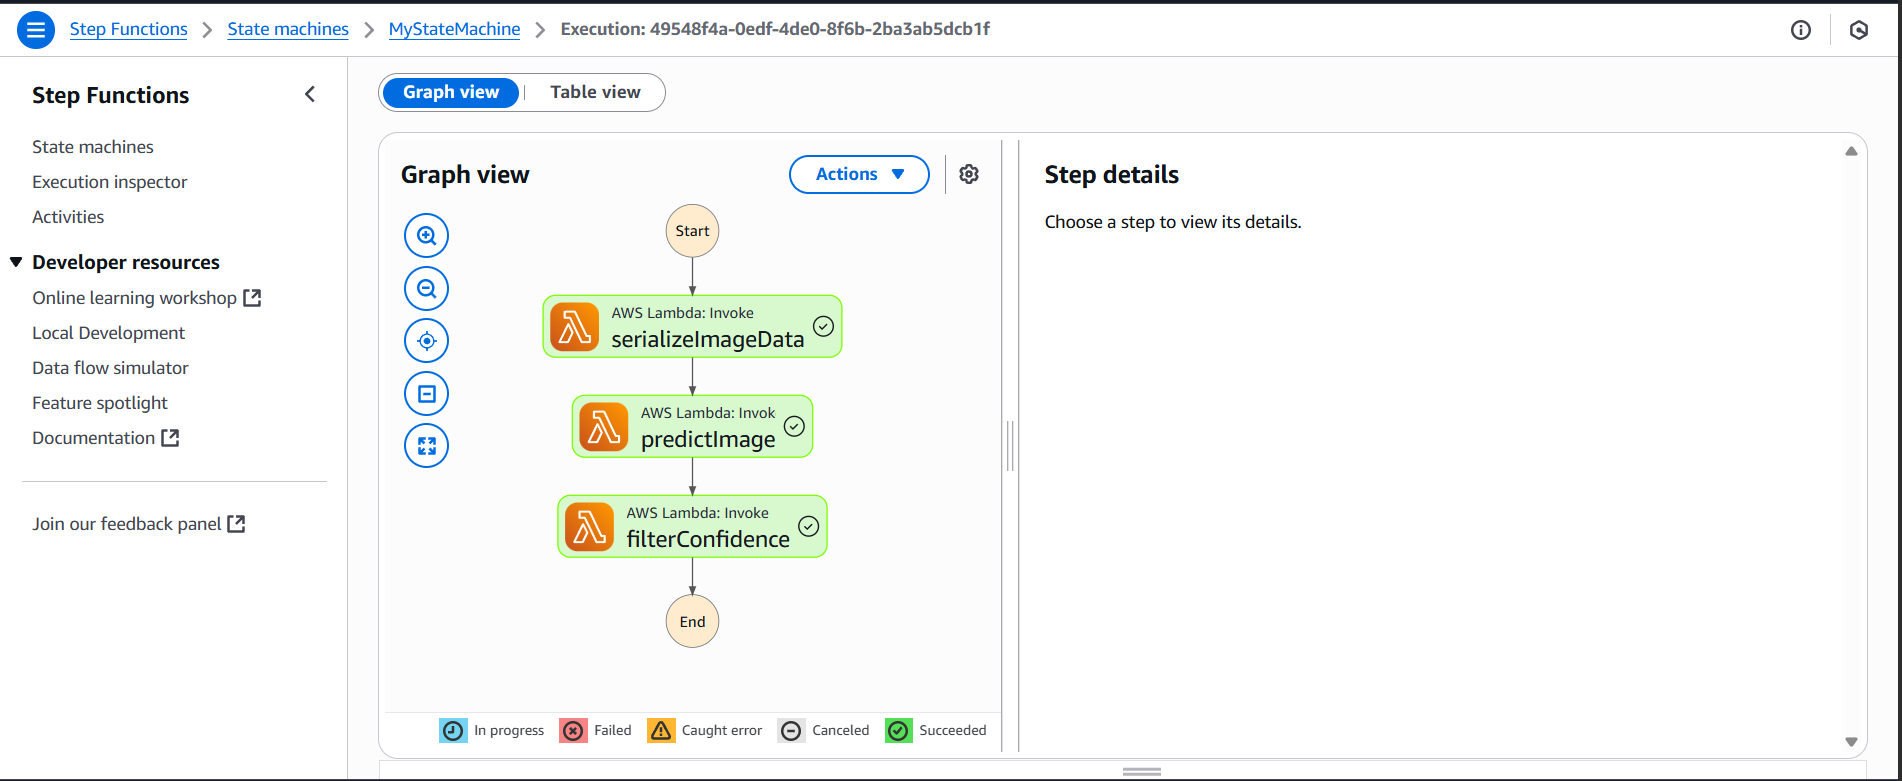 Step Functions > State machines > MyStateMachine > Execution: 49548f4a-0edf-4de0-8f6b-2ba3ab5dcb1f
Step Functions
State machines
Execution inspector
Activities
Developer resources
Online learning workshop
Local Development
Data flow simulator
Feature spotlight
Documentation
Join our feedback panel
Graph view | Table view
Graph view
Actions
Start
AWS Lambda: Invoke
serializeImageData
AWS Lambda: Invok
predictImage
AWS Lambda: Invoke
filterConfidence
End
In progress Failed Caught error Canceled Succeeded
Step details
Choose a step to view its details.